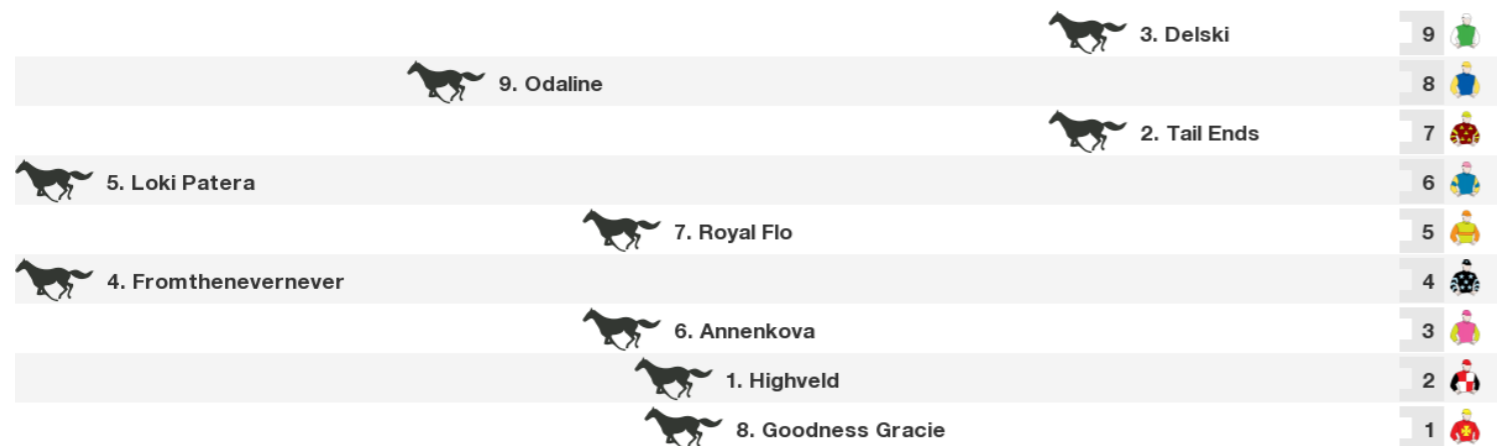 3. Delski 9
9. Odaline 8
2. Tail Ends 7
5. Loki Patera 6
7. Royal Flo 5
4. Fromthenevernever 4
6. Annenkova 3
1. Highveld 2
8. Goodness Gracie 1